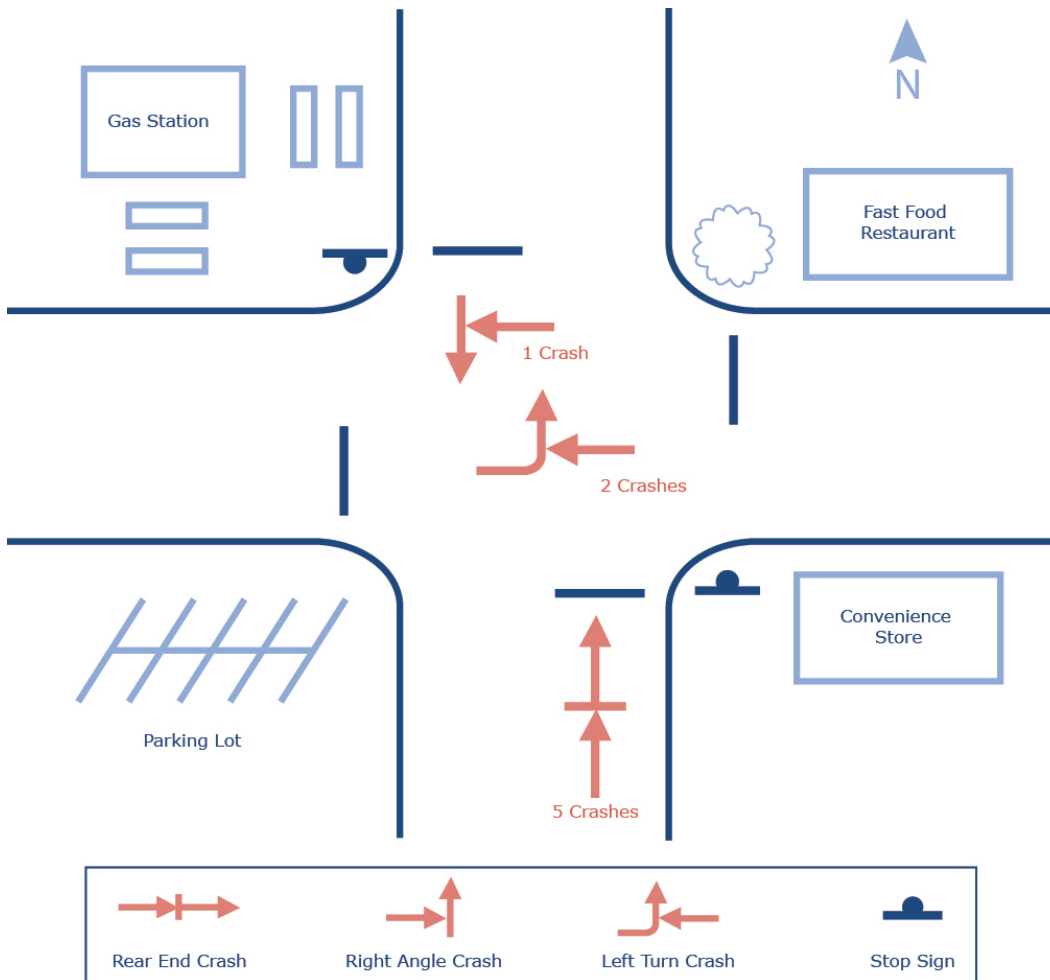 Gas Station
N
Fast Food
Restaurant
1 Crash
2 Crashes
Convenience
Store
Parking Lot
5 Crashes
Rear End Crash
Right Angle Crash
Left Turn Crash
Stop Sign